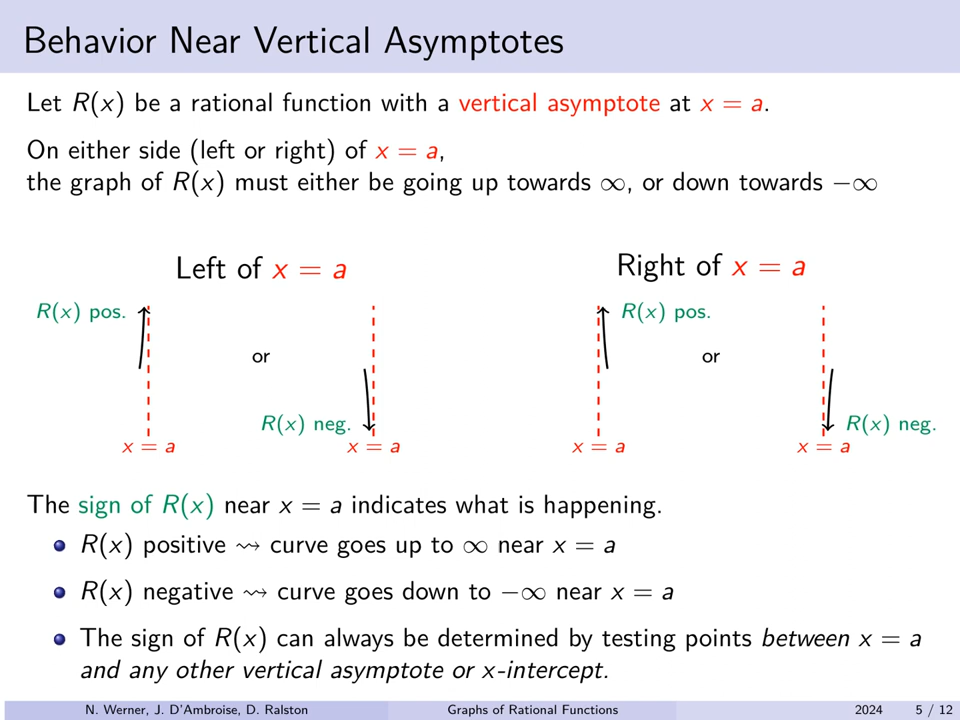 Behavior Near Vertical Asymptotes
Let R(x) be a rational function with a vertical asymptote at x = a.
On either side (left or right) of x = a,
the graph of R(x) must either be going up towards ∞, or down towards −∞
Left of x = a
R(x) pos.
or
R(x) neg.
x = a
x = a
Right of x = a
R(x) pos.
or
R(x) neg.
x = a
x = a
The sign of R(x) near x = a indicates what is happening.
R(x) positive ⇝ curve goes up to ∞ near x = a
R(x) negative ⇝ curve goes down to −∞ near x = a
The sign of R(x) can always be determined by testing points between x = a
and any other vertical asymptote or x-intercept.
N. Werner, J. D'Ambroise, D. Ralston
Graphs of Rational Functions
2024
5 / 12